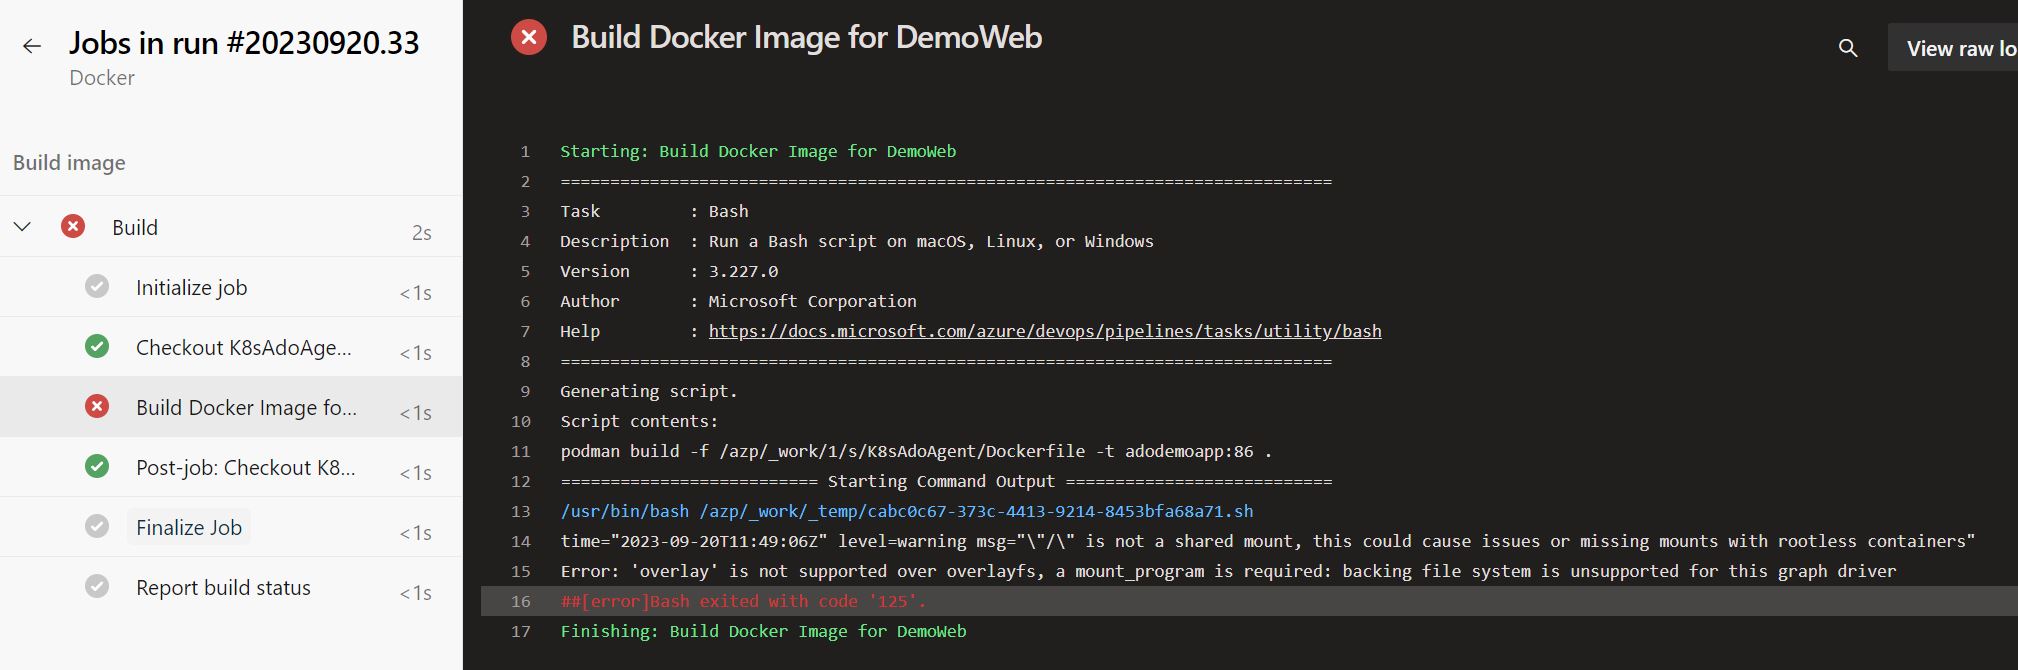 Jobs in run #20230920.33
Docker
Build image
Build 2s
Initialize job <1s
Checkout K8sAdoAge... <1s
Build Docker Image fo... <1s
Post-job: Checkout K8... <1s
Finalize Job <1s
Report build status <1s
Build Docker Image for DemoWeb
View raw lo
1 Starting: Build Docker Image for DemoWeb
2 ==============================================================================
3 Task         : Bash
4 Description  : Run a Bash script on macOS, Linux, or Windows
5 Version      : 3.227.0
6 Author       : Microsoft Corporation
7 Help         : https://docs.microsoft.com/azure/devops/pipelines/tasks/utility/bash
8 ==============================================================================
9 Generating script.
10 Script contents:
11 podman build -f /azp/_work/1/s/K8sAdoAgent/Dockerfile -t adodemoapp:86 .
12 ========================== Starting Command Output ===========================
13 /usr/bin/bash /azp/_work/_temp/cabc0c67-373c-4413-9214-8453bfa68a71.sh
14 time="2023-09-20T11:49:06Z" level=warning msg="\"/\" is not a shared mount, this could cause issues or missing mounts with rootless containers"
15 Error: 'overlay' is not supported over overlayfs, a mount_program is required: backing file system is unsupported for this graph driver
16 ##[error]Bash exited with code '125'.
17 Finishing: Build Docker Image for DemoWeb